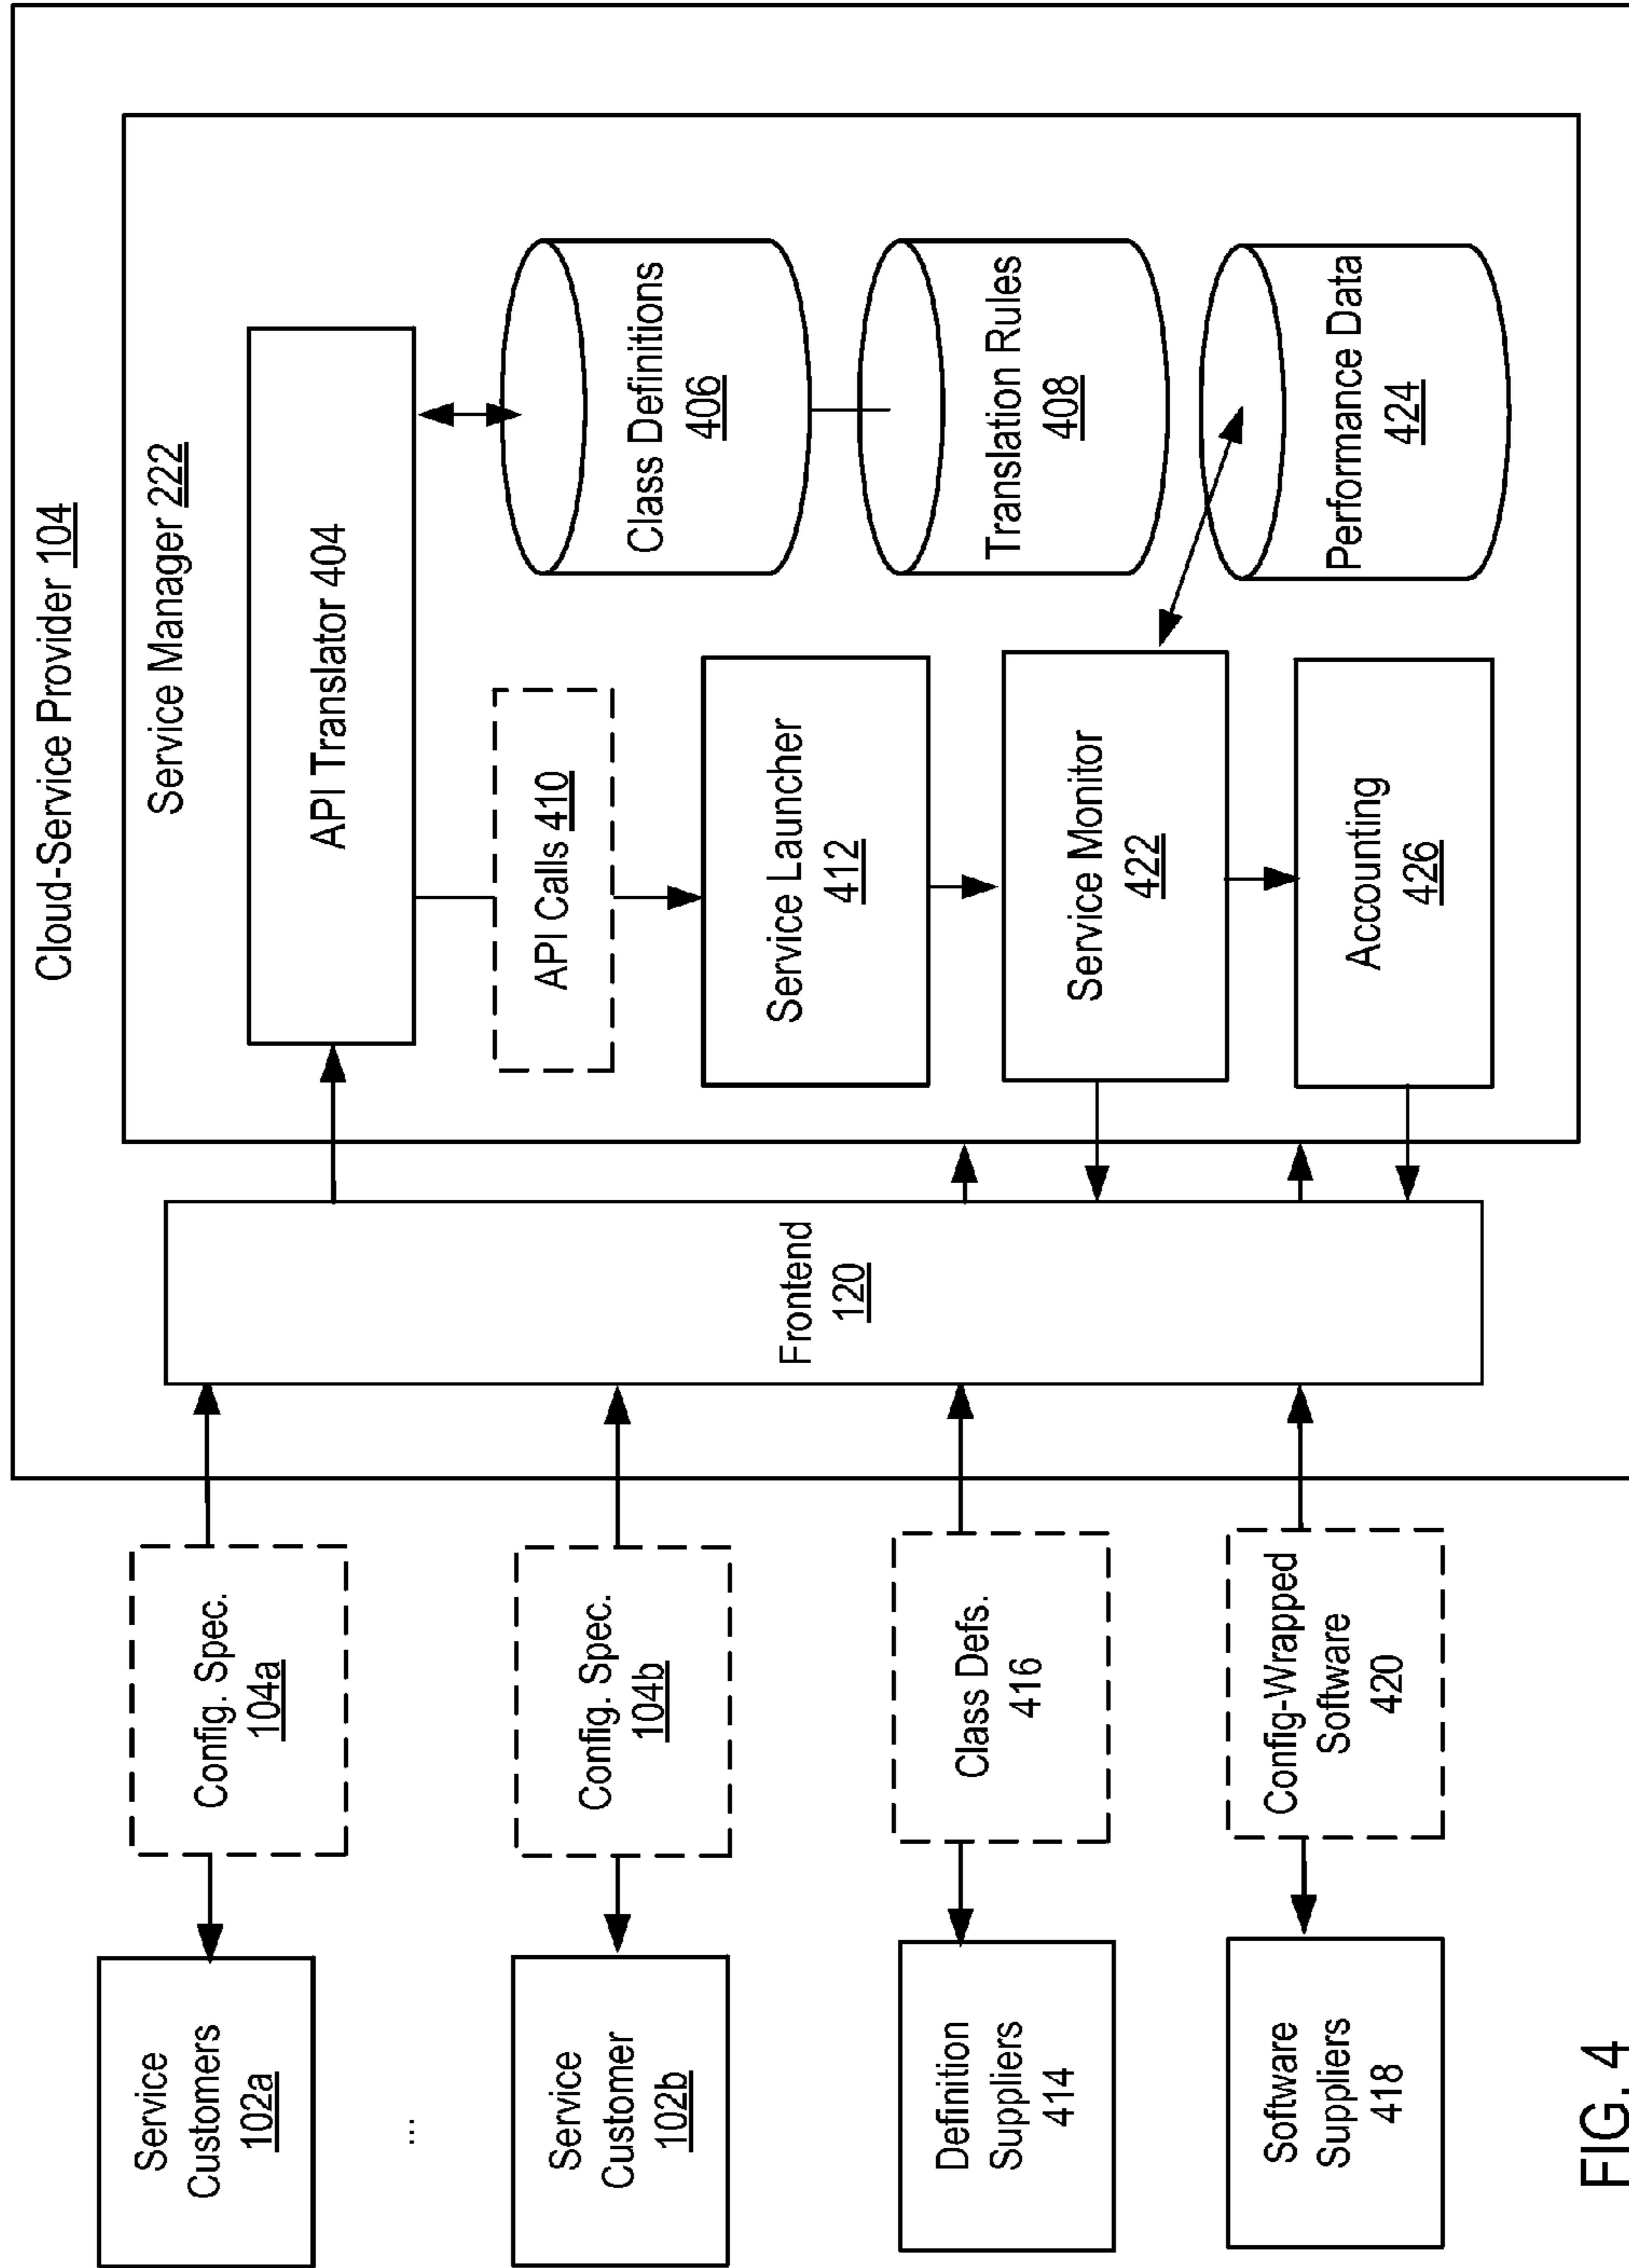 Cloud-Service Provider 104
Service Manager 222
API Translator 404
API Calls 410
Class Definitions
406
Service Launcher
412
Translation Rules
408
Service Monitor
422
Performance Data
424
Accounting
426
Frontend
120
Config. Spec.
104a
Service
Customers
102a
...
Config. Spec.
104b
Service
Customer
102b
Class Defs.
416
Definition
Suppliers
414
Config-Wrapped
Software
420
Software
Suppliers
418
FIG. 4